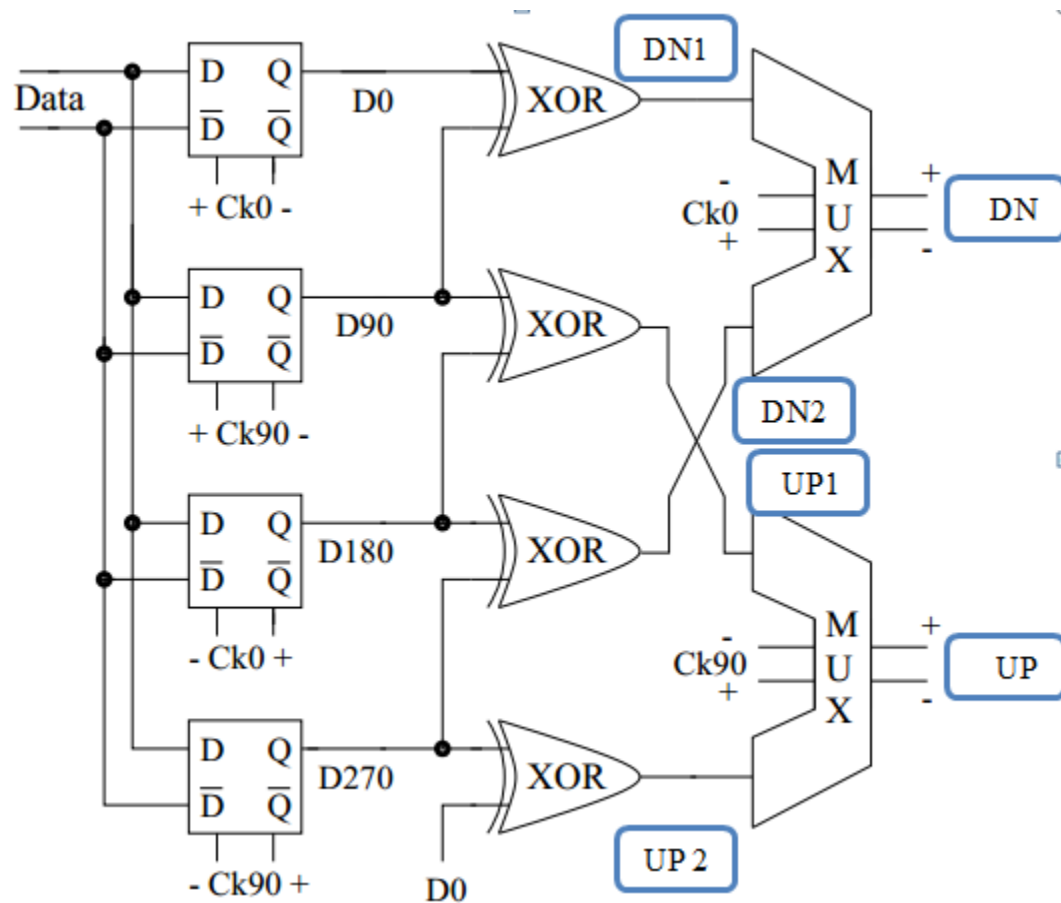 DN1
D Q
XOR
Data
D0
D̅ Q̅
M
U
X
-
Ck0
+
+
DN
-
+ Ck0 -
D Q
XOR
D90
D̅ Q̅
DN2
+ Ck90 -
UP1
D Q
XOR
D180
D̅ Q̅
M
U
X
-
Ck90
+
+
UP
-
- Ck0 +
D Q
XOR
D270
D̅ Q̅
UP 2
- Ck90 +
D0